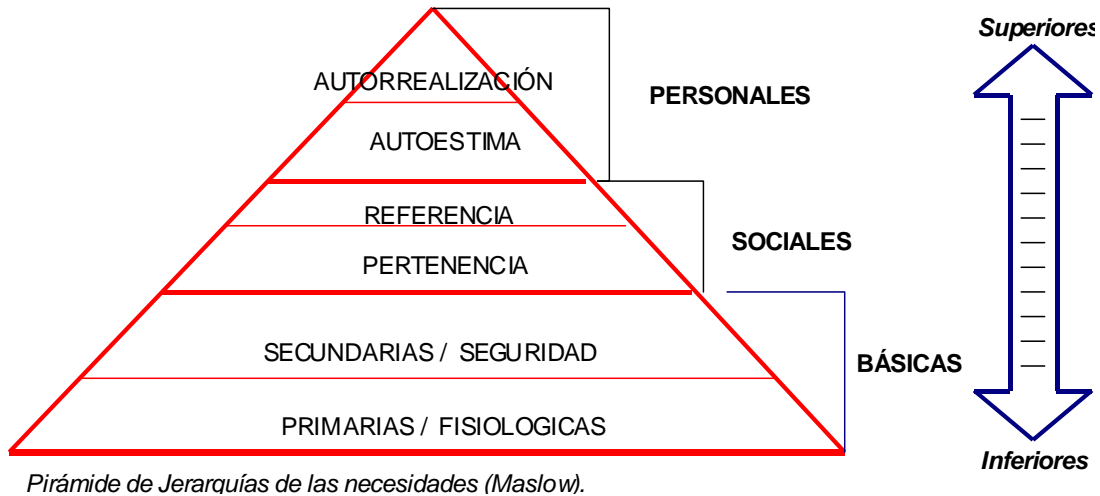 Superiores
AUTORREALIZACIÓN
PERSONALES
AUTOESTIMA
REFERENCIA
SOCIALES
PERTENENCIA
SECUNDARIAS / SEGURIDAD
BÁSICAS
PRIMARIAS / FISIOLOGICAS
Inferiores
Pirámide de Jerarquías de las necesidades (Maslow).